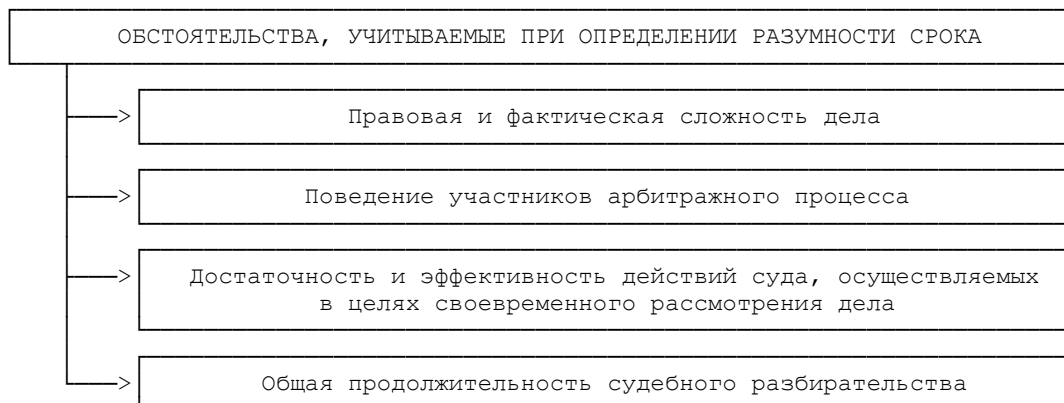 ОБСТОЯТЕЛЬСТВА, УЧИТЫВАЕМЫЕ ПРИ ОПРЕДЕЛЕНИИ РАЗУМНОСТИ СРОКА
Правовая и фактическая сложность дела
Поведение участников арбитражного процесса
Достаточность и эффективность действий суда, осуществляемых
в целях своевременного рассмотрения дела
Общая продолжительность судебного разбирательства